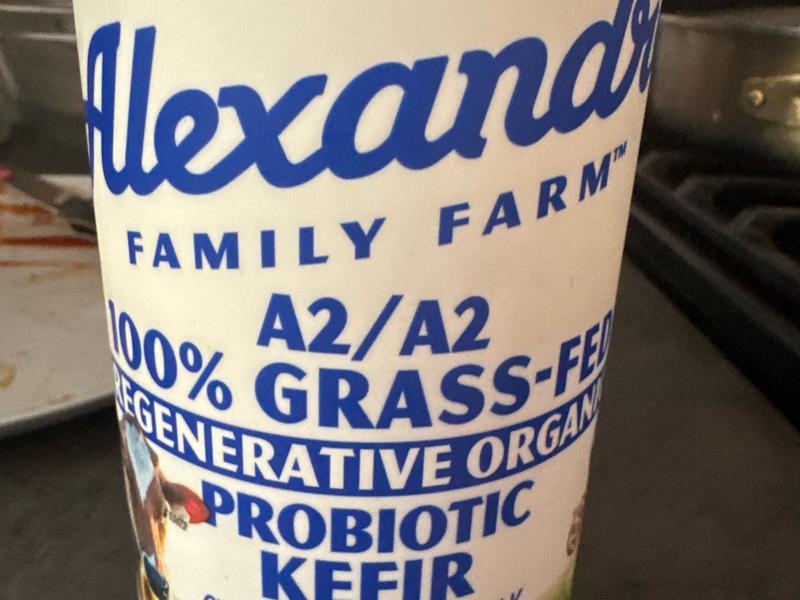 Alexandr
FAMILY FARM™
A2/A2
100% GRASS-FED
REGENERATIVE ORGANI
PROBIOTIC
KEFIR